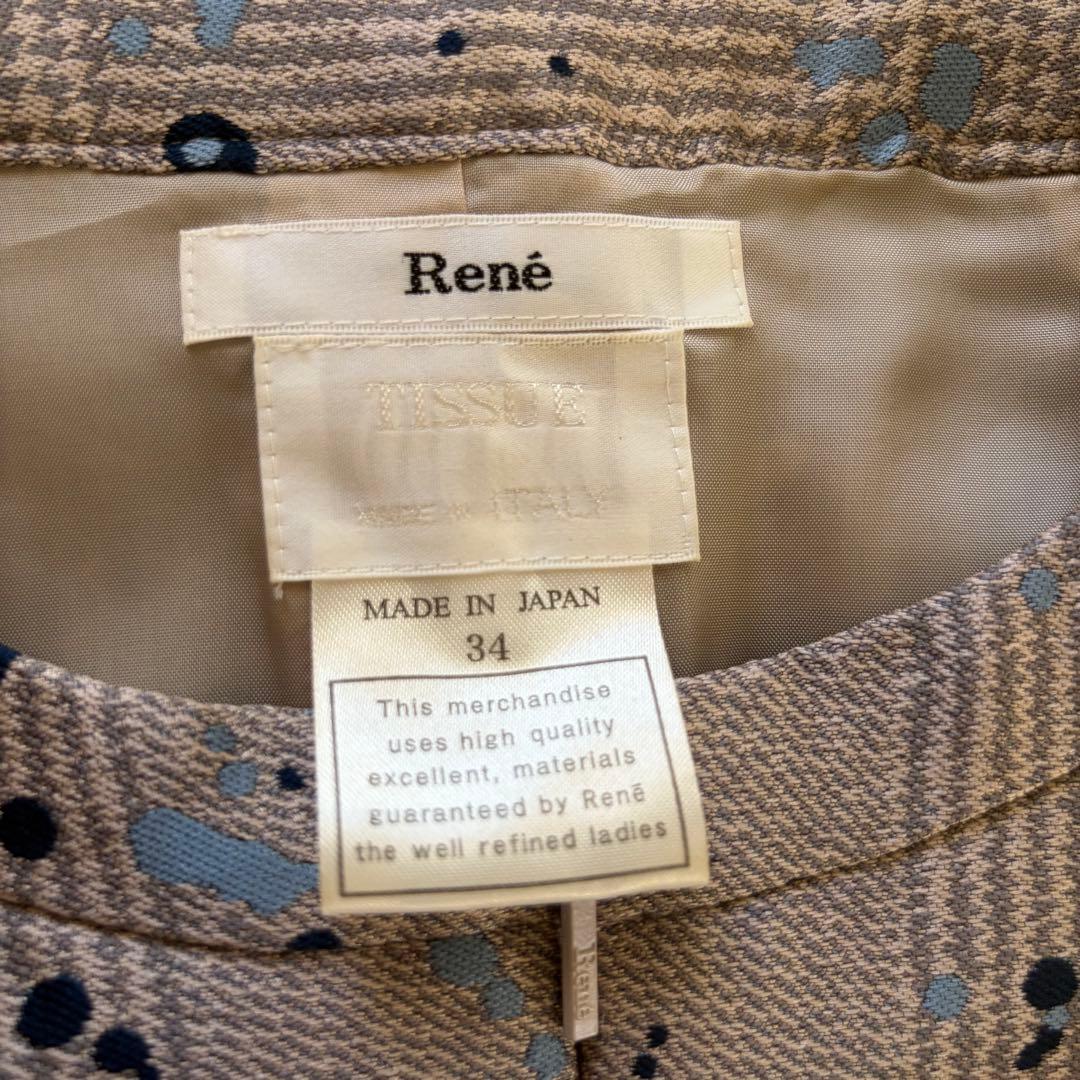 René
TISSUE
MADE IN ITALY
MADE IN JAPAN
34
This merchandise
uses high quality
excellent, materials
guaranteed by René
the well refined ladies
René